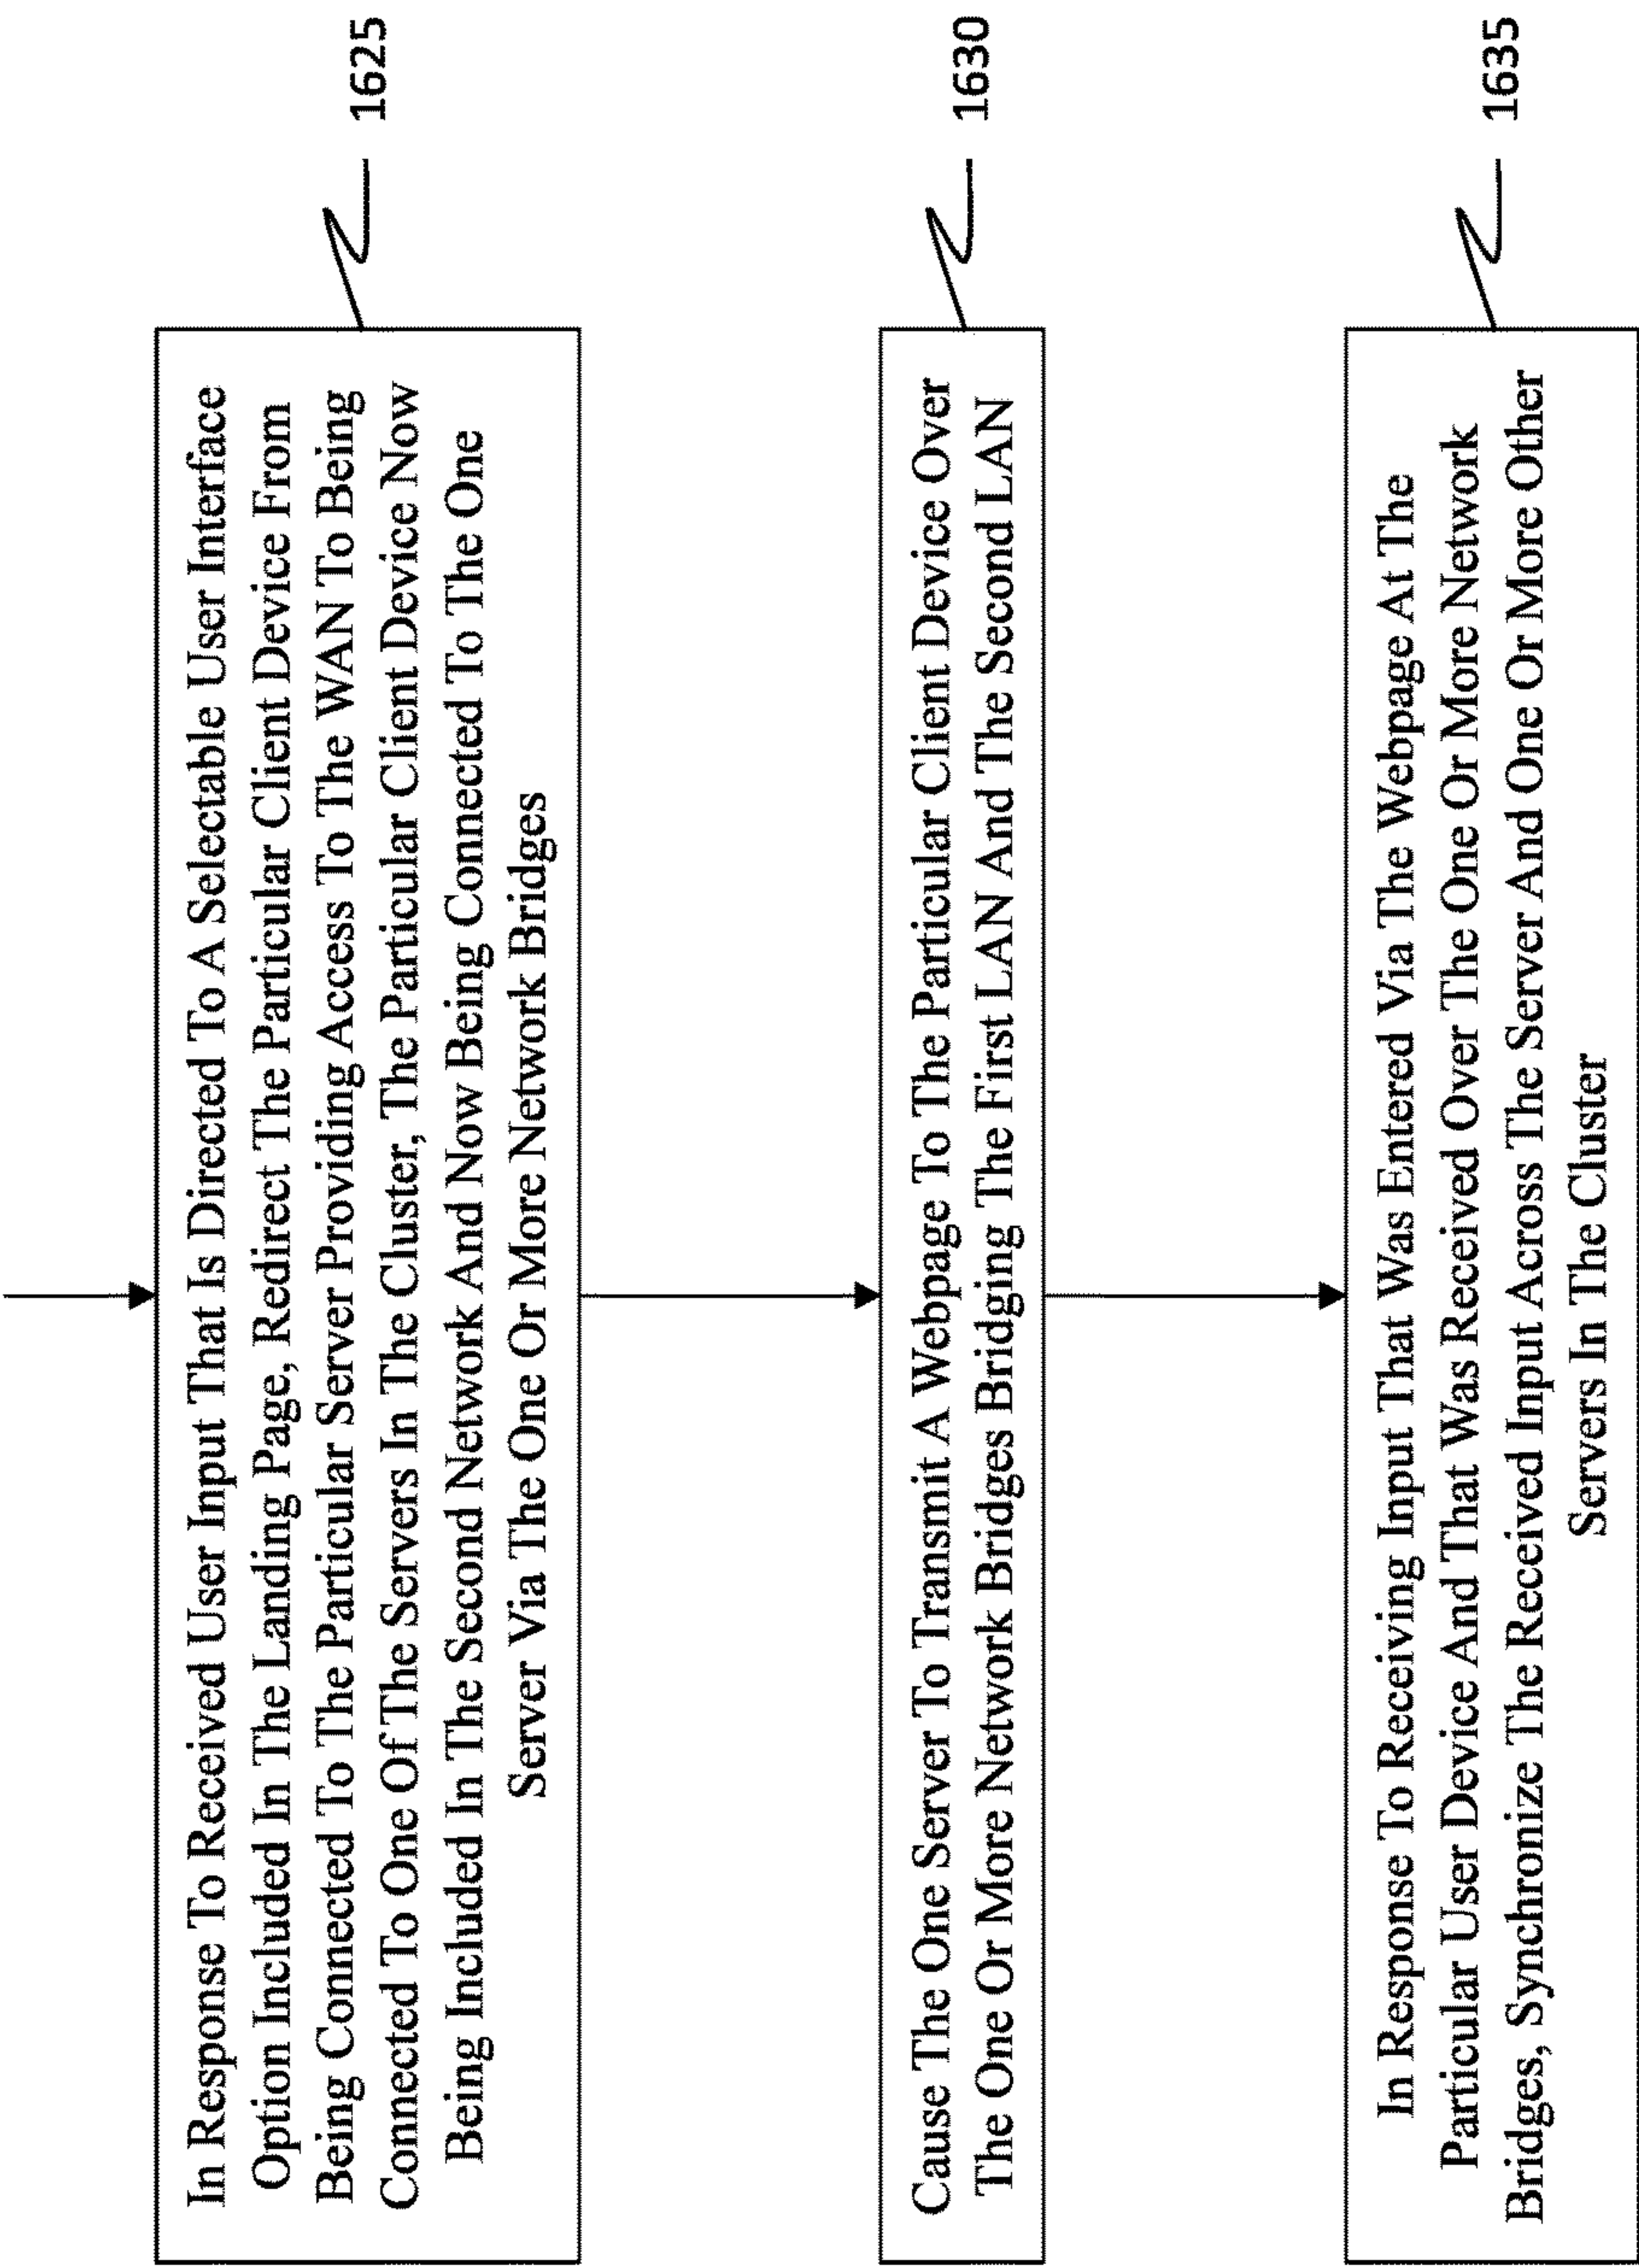 In Response To Received User Input That Is Directed To A Selectable User Interface
Option Included In The Landing Page, Redirect The Particular Client Device From
Being Connected To The Particular Server Providing Access To The WAN To Being
Connected To One Of The Servers In The Cluster, The Particular Client Device Now
Being Included In The Second Network And Now Being Connected To The One
Server Via The One Or More Network Bridges
1625
Cause The One Server To Transmit A Webpage To The Particular Client Device Over
The One Or More Network Bridges Bridging The First LAN And The Second LAN
1630
In Response To Receiving Input That Was Entered Via The Webpage At The
Particular User Device And That Was Received Over The One Or More Network
Bridges, Synchronize The Received Input Across The Server And One Or More Other
Servers In The Cluster
1635